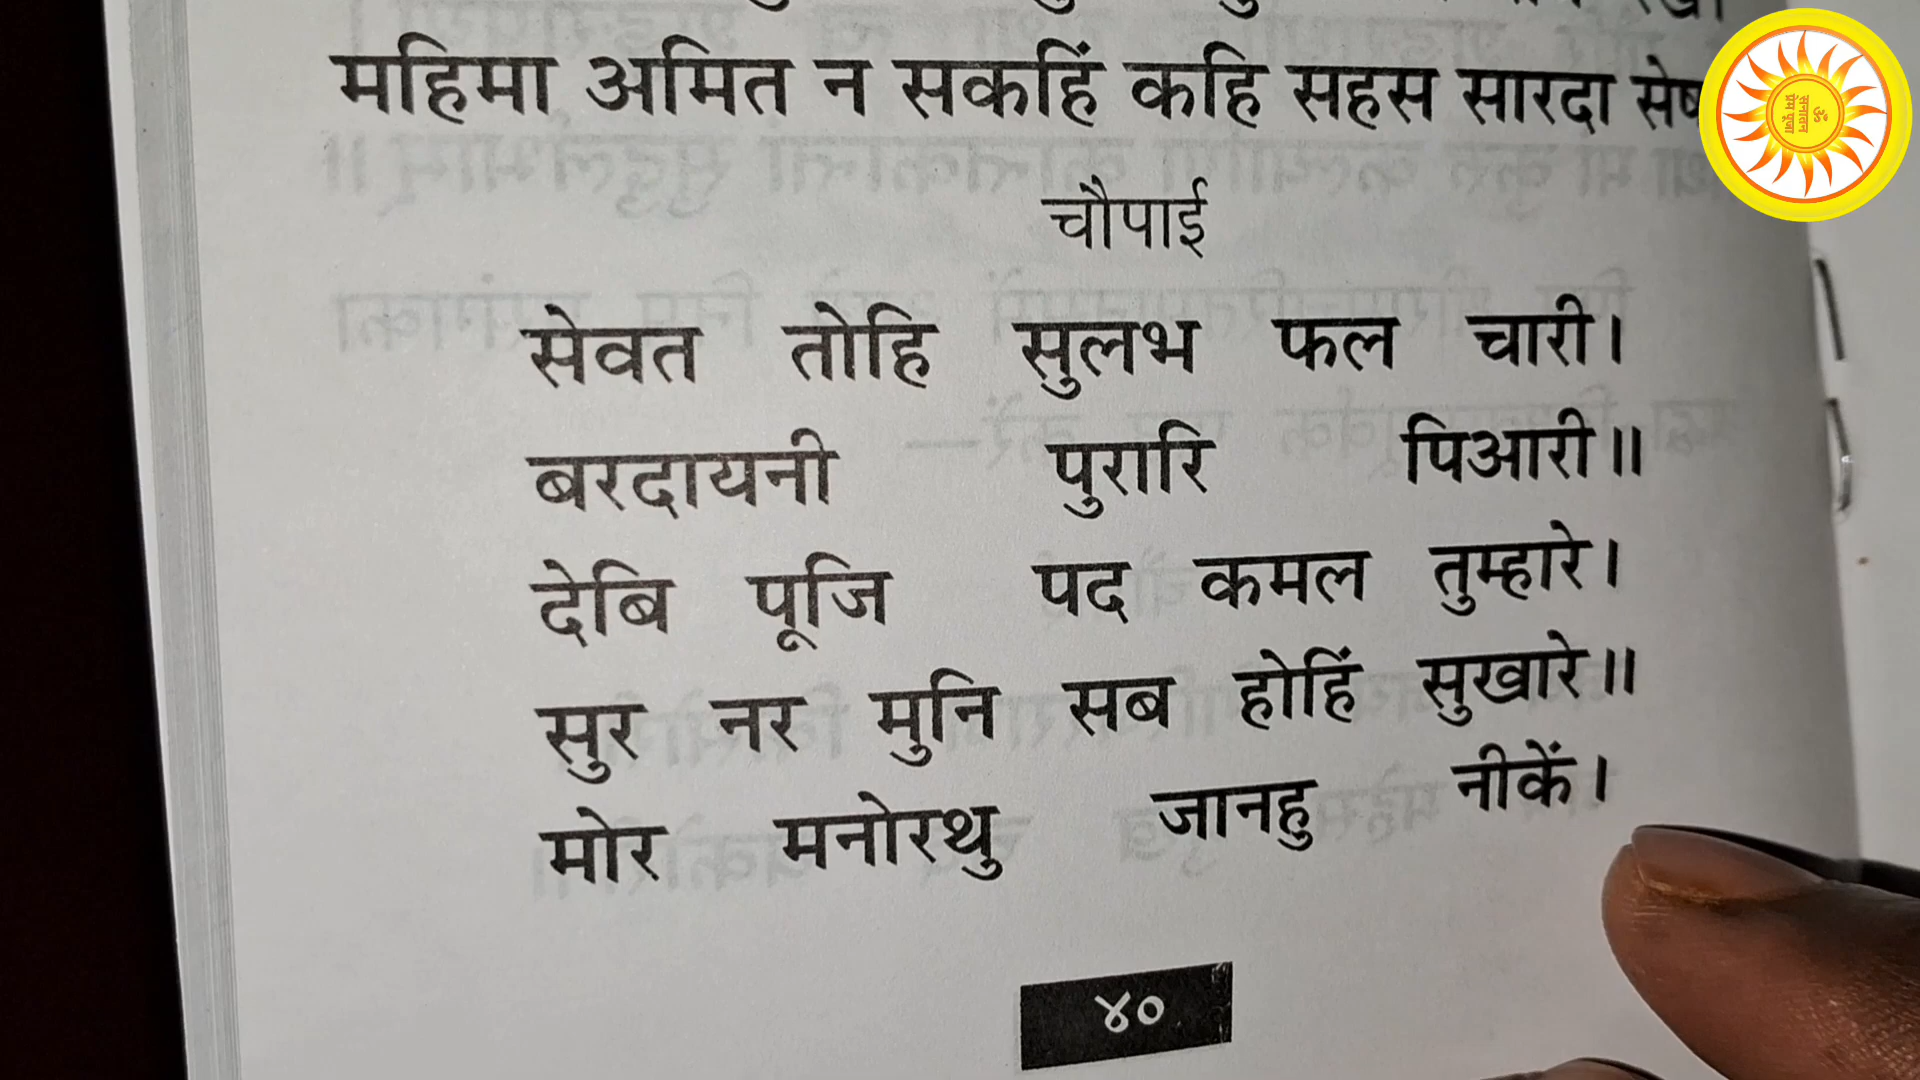 महिमा अमित न सकहिं कहि सहस सारदा सेष
चौपाई
सेवत तोहि सुलभ फल चारी।
बरदायनी पुरारि पिआरी॥
देबि पूजि पद कमल तुम्हारे।
सुर नर मुनि सब होहिं सुखारे॥
मोर मनोरथु जानहु नीकें।
४०